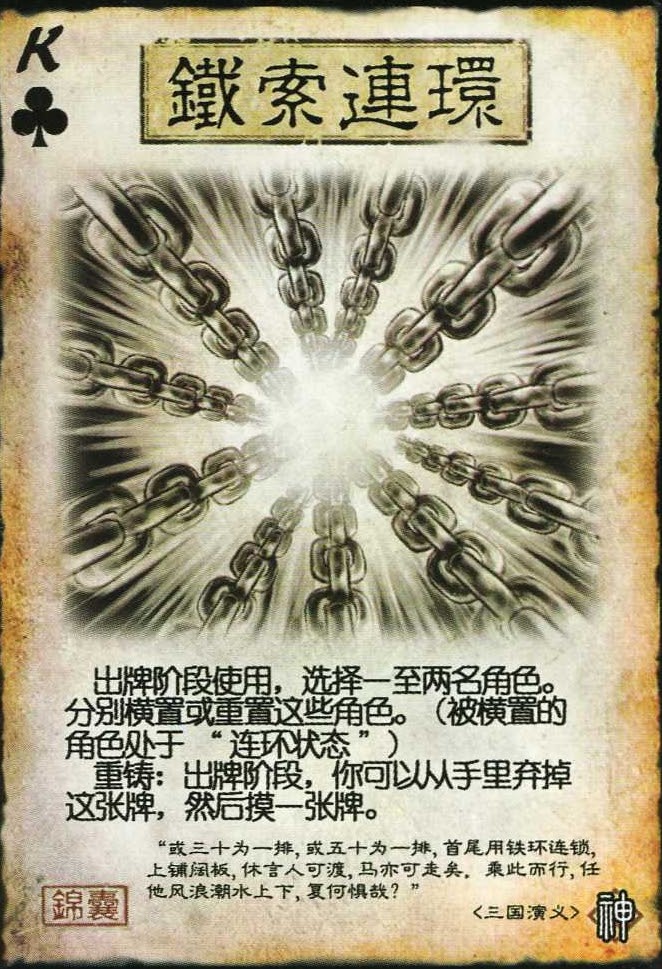 K
鐵索連環
出牌阶段使用，选择一至两名角色。
分别横置或重置这些角色。（被横置的
角色处于“连环状态”）
重铸：出牌阶段，你可以从手里弃掉
这张牌，然后摸一张牌。
“或三十为一排，或五十为一排，首尾用铁环连锁，
上铺阔板，休言人可渡，马亦可走矣。乘此而行，任
他风浪潮水上下，复何惧哉？”
<三国演义>
錦囊
神